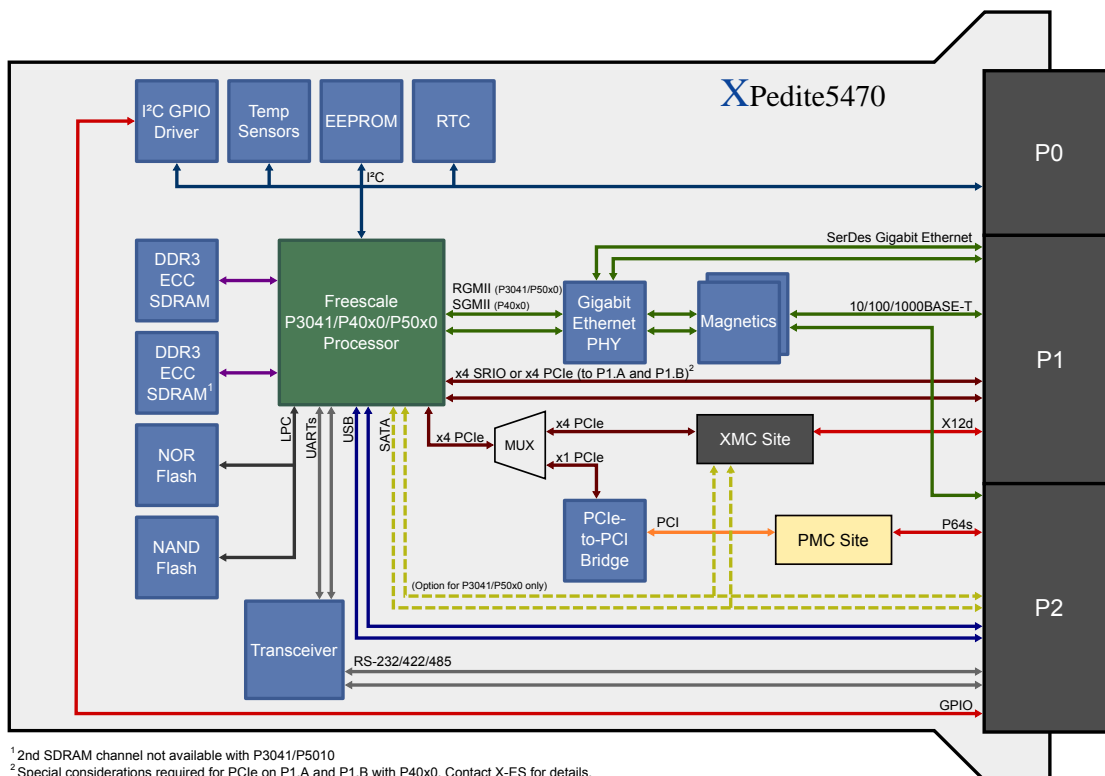 XPedite5470
I²C GPIO
Driver
Temp
Sensors
EEPROM
RTC
P0
I²C
DDR3
ECC
SDRAM
Freescale
P3041/P40x0/P50x0
Processor
RGMII (P3041/P50x0)
SGMII (P40x0)
Gigabit
Ethernet
PHY
Magnetics
SerDes Gigabit Ethernet
10/100/1000BASE-T
P1
DDR3
ECC
SDRAM¹
x4 SRIO or x4 PCIe (to P1.A and P1.B)²
LPC
UARTs
USB
SATA
x4 PCIe
MUX
x4 PCIe
x1 PCIe
XMC Site
X12d
NOR
Flash
NAND
Flash
PCIe-
to-PCI
Bridge
PCI
PMC Site
P64s
(Option for P3041/P50x0 only)
P2
Transceiver
RS-232/422/485
GPIO
¹ 2nd SDRAM channel not available with P3041/P5010
² Special considerations required for PCIe on P1.A and P1.B with P40x0. Contact X-ES for details.